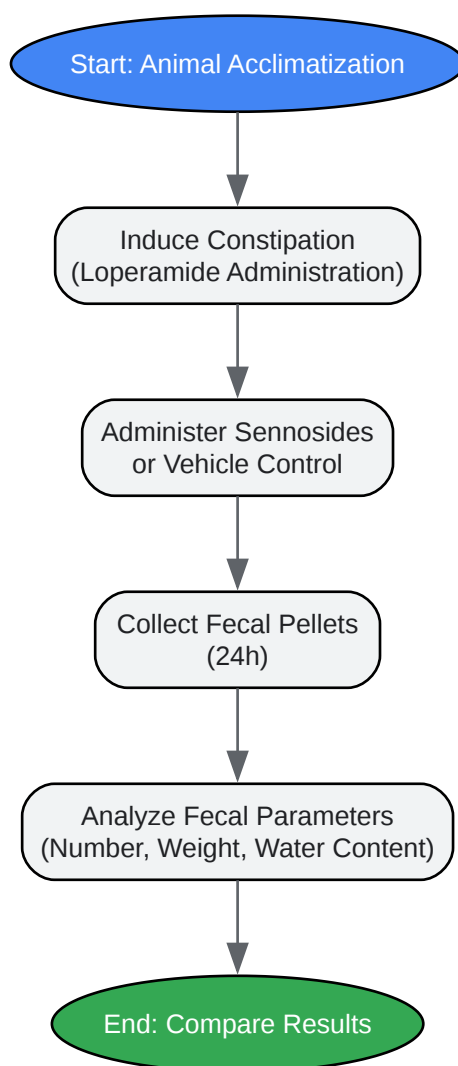 Start: Animal Acclimatization
Induce Constipation
(Loperamide Administration)
Administer Sennosides
or Vehicle Control
Collect Fecal Pellets
(24h)
Analyze Fecal Parameters
(Number, Weight, Water Content)
End: Compare Results